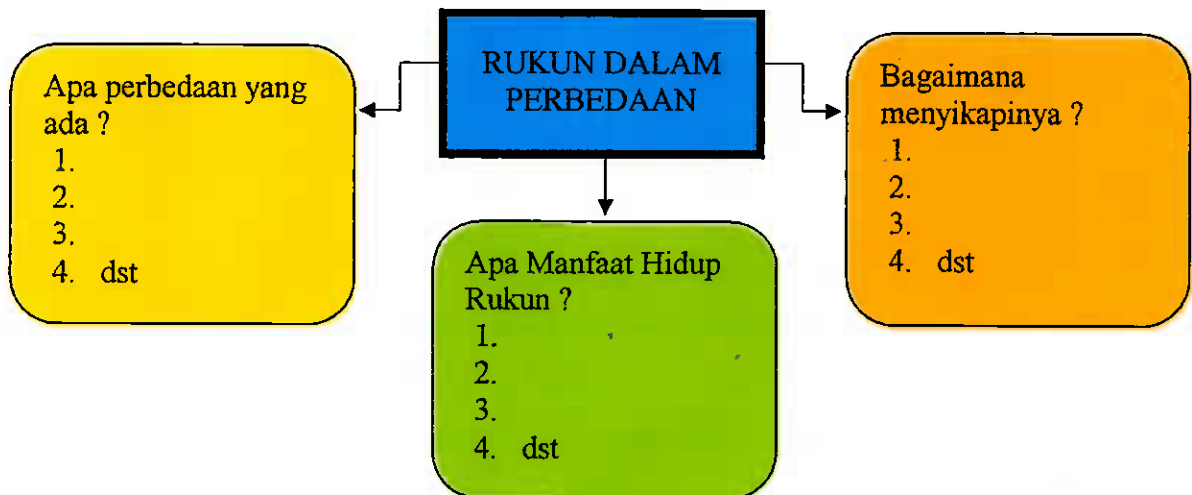 RUKUN DALAM
PERBEDAAN
Apa perbedaan yang
ada ?
1.
2.
3.
4. dst
Apa Manfaat Hidup
Rukun ?
1.
2.
3.
4. dst
Bagaimana
menyikapinya ?
1.
2.
3.
4. dst